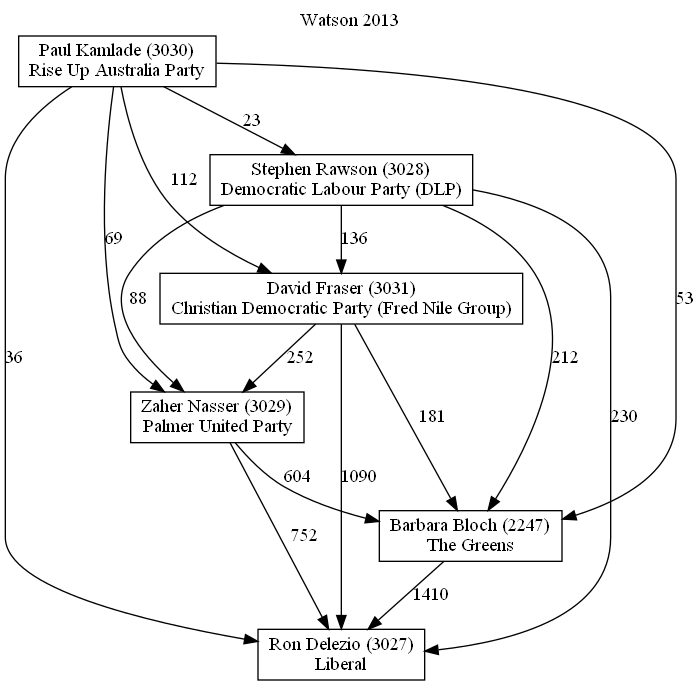 Watson 2013
Paul Kamlade (3030)
Rise Up Australia Party
23
Stephen Rawson (3028)
Democratic Labour Party (DLP)
112
69
136
88
53
David Fraser (3031)
Christian Democratic Party (Fred Nile Group)
36
252
212
Zaher Nasser (3029)
Palmer United Party
181
230
604
1090
752
Barbara Bloch (2247)
The Greens
1410
Ron Delezio (3027)
Liberal